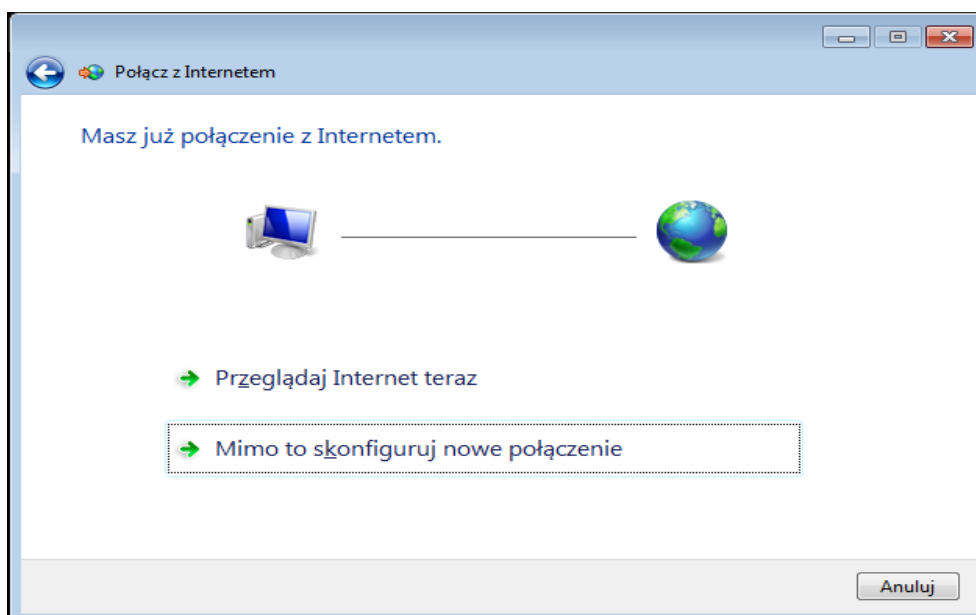 Połącz z Internetem
Masz już połączenie z Internetem.
Przeglądaj Internet teraz
Mimo to skonfiguruj nowe połączenie
Anuluj